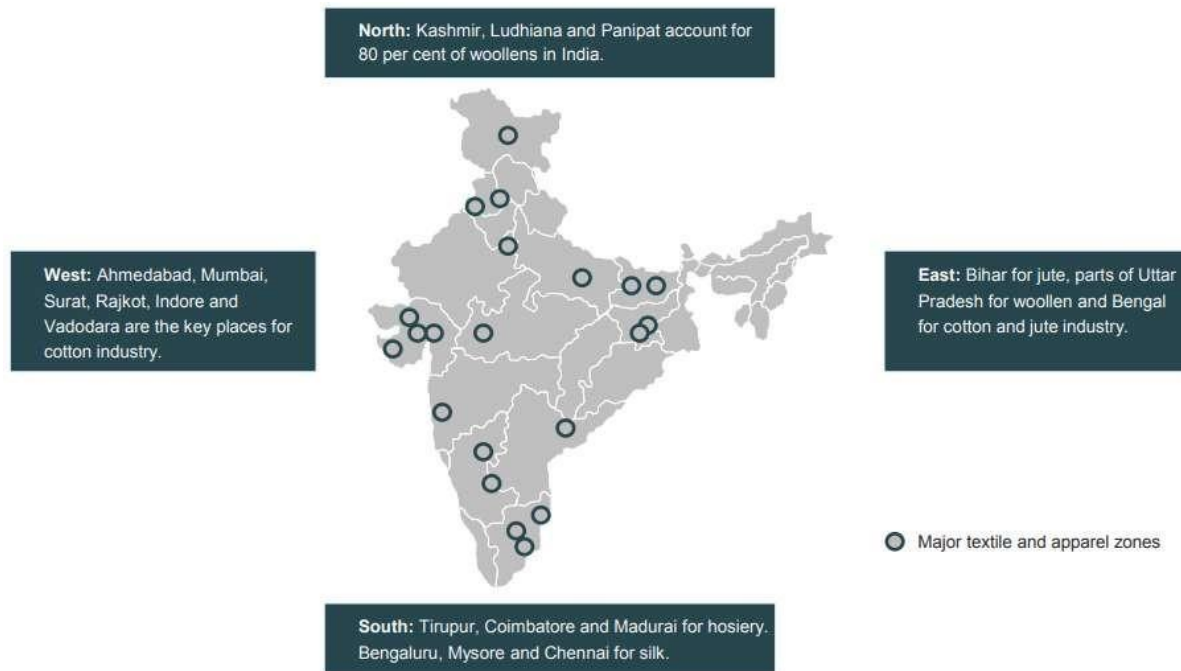 North: Kashmir, Ludhiana and Panipat account for
80 per cent of woollens in India.
West: Ahmedabad, Mumbai,
Surat, Rajkot, Indore and
Vadodara are the key places for
cotton industry.
East: Bihar for jute, parts of Uttar
Pradesh for woollen and Bengal
for cotton and jute industry.
Major textile and apparel zones
South: Tirupur, Coimbatore and Madurai for hosiery.
Bengaluru, Mysore and Chennai for silk.